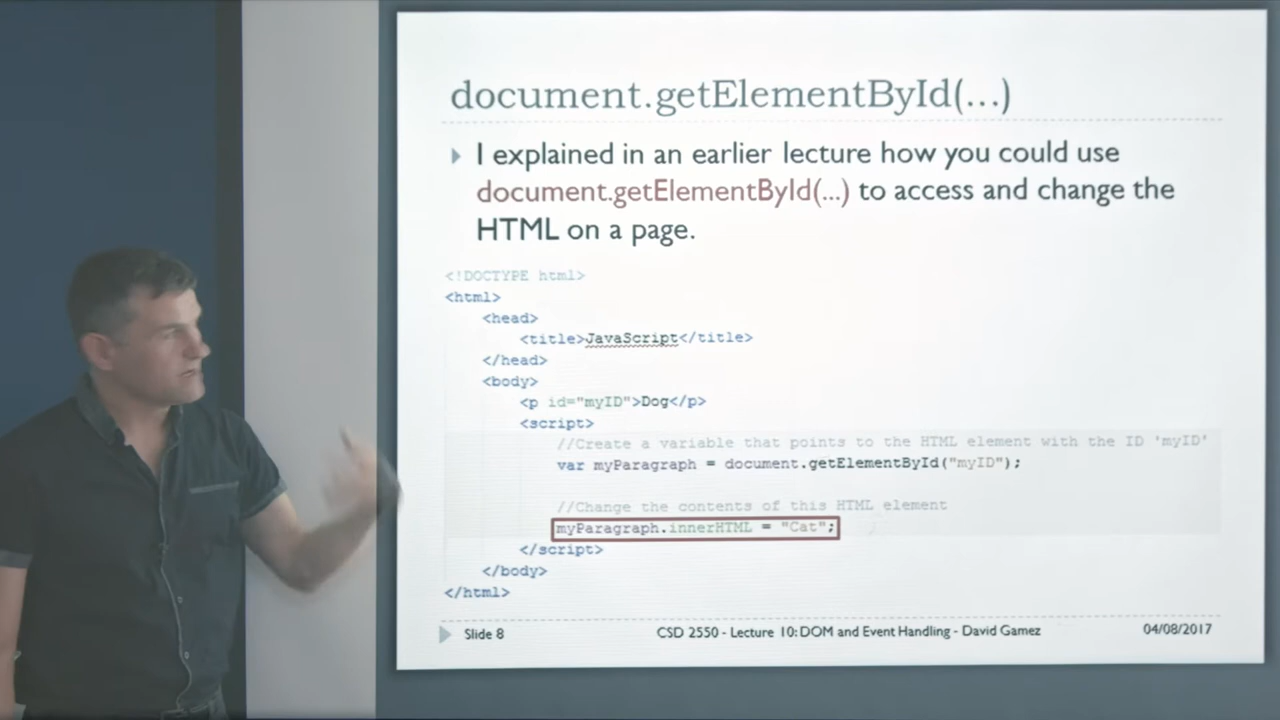 document.getElementById(...)
I explained in an earlier lecture how you could use
document.getElementById(...) to access and change the
HTML on a page.
<!DOCTYPE html>
<html>
<head>
<title>JavaScript</title>
</head>
<body>
<p id="myID">Dog</p>
<script>
//Create a variable that points to the HTML element with the ID 'myID'
var myParagraph = document.getElementById("myID");
//Change the contents of this HTML element
myParagraph.innerHTML = "Cat";
</script>
</body>
</html>
Slide 8 CSD 2550 - Lecture 10: DOM and Event Handling - David Gamez 04/08/2017